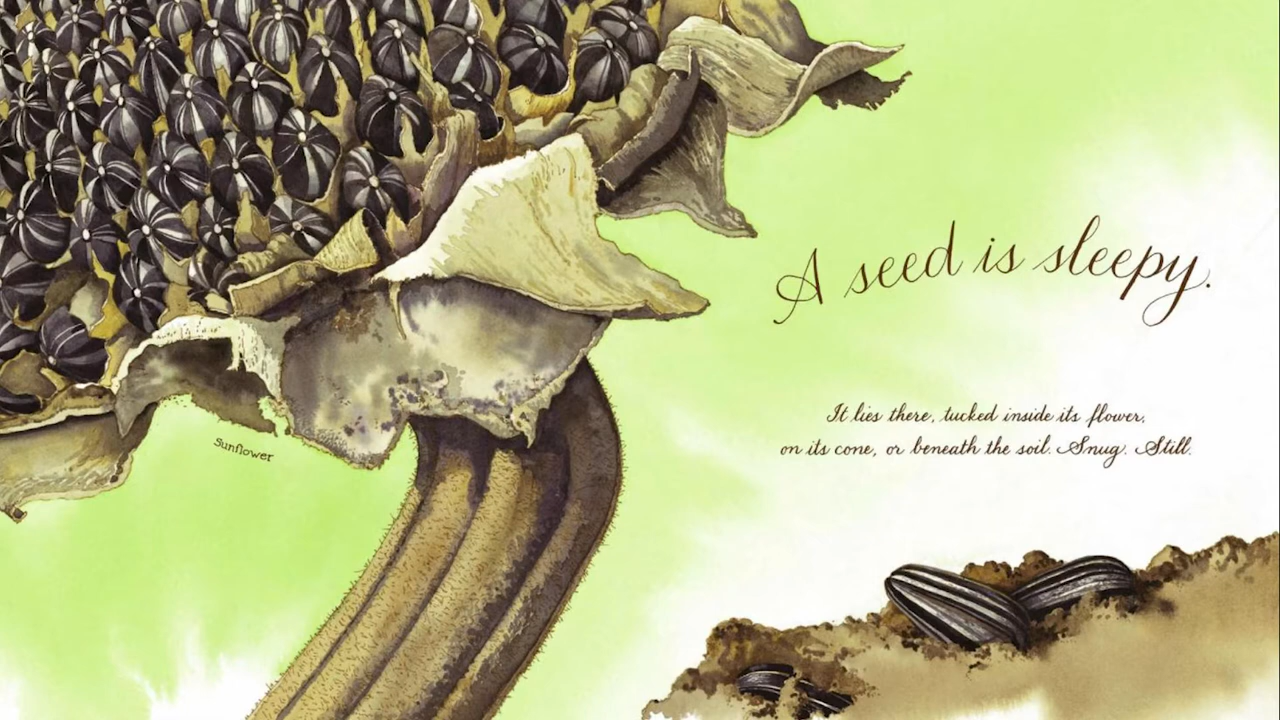 A seed is sleepy.
It lies there, tucked inside its flower,
on its cone, or beneath the soil. Snug. Still.
Sunflower